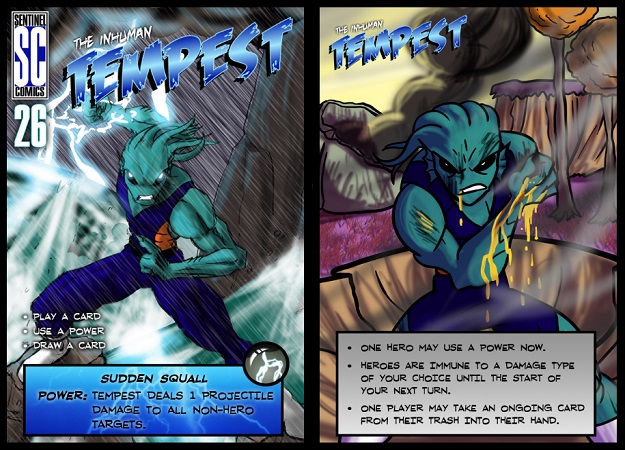 SENTINEL
SC
COMICS
26
THE INHUMAN
TEMPEST
• PLAY A CARD
• USE A POWER
• DRAW A CARD
SUDDEN SQUALL
POWER: TEMPEST DEALS 1 PROJECTILE
DAMAGE TO ALL NON-HERO
TARGETS.
THE INHUMAN
TEMPEST
• ONE HERO MAY USE A POWER NOW.
• HEROES ARE IMMUNE TO A DAMAGE TYPE
OF YOUR CHOICE UNTIL THE START OF
YOUR NEXT TURN.
• ONE PLAYER MAY TAKE AN ONGOING CARD
FROM THEIR TRASH INTO THEIR HAND.